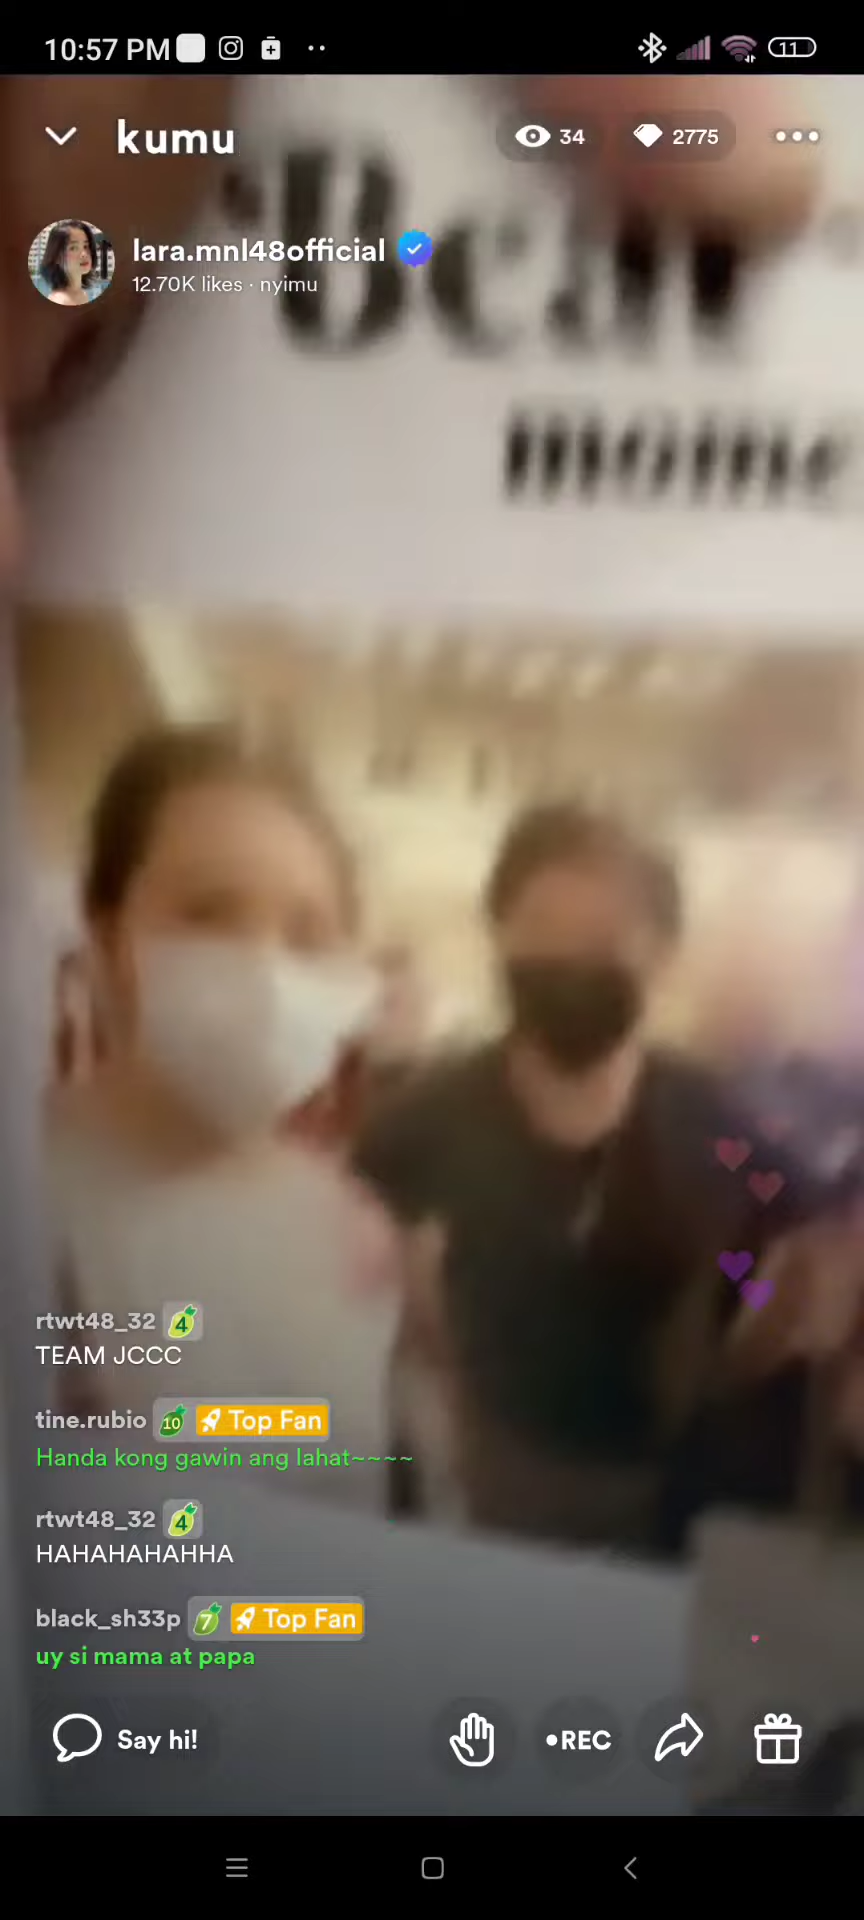 10:57 PM
11
kumu
34
2775
lara.mnl48official
12.70K likes · nyimu
rtwt48_32 4
TEAM JCCC
tine.rubio 10 Top Fan
Handa kong gawin ang lahat~~~~
rtwt48_32 4
HAHAHAHAHHA
black_sh33p 7 Top Fan
uy si mama at papa
Say hi!
•REC